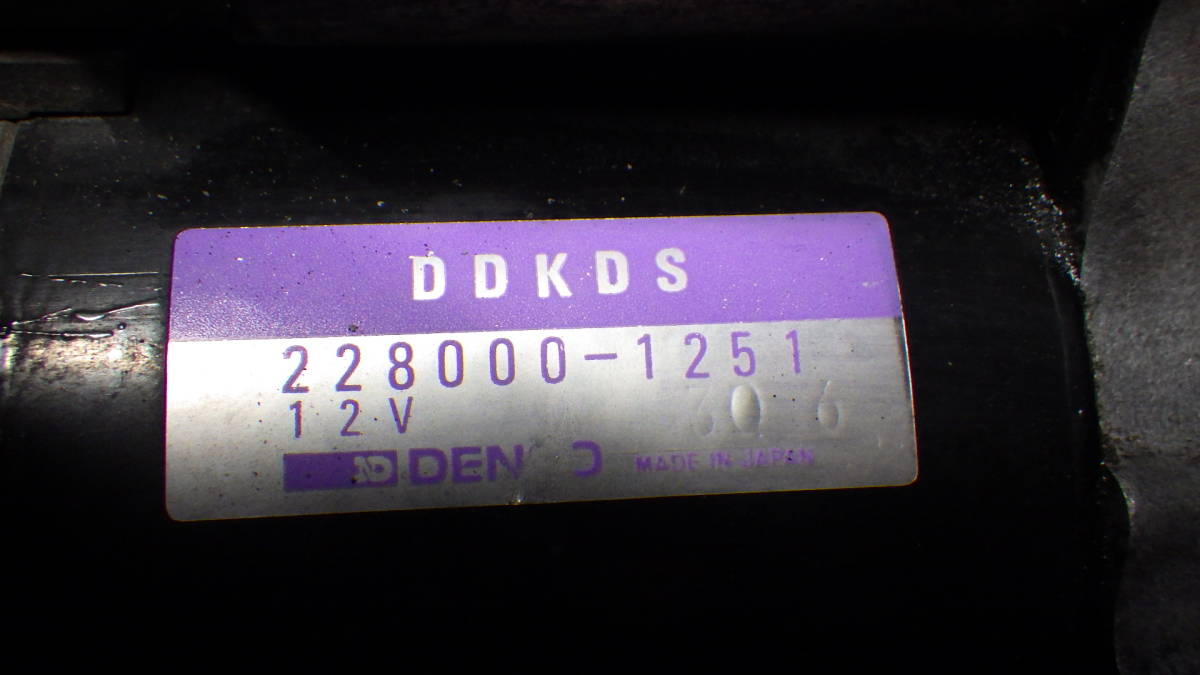 DDKDS
228000-1251
12V
DEN O MADE IN JAPAN